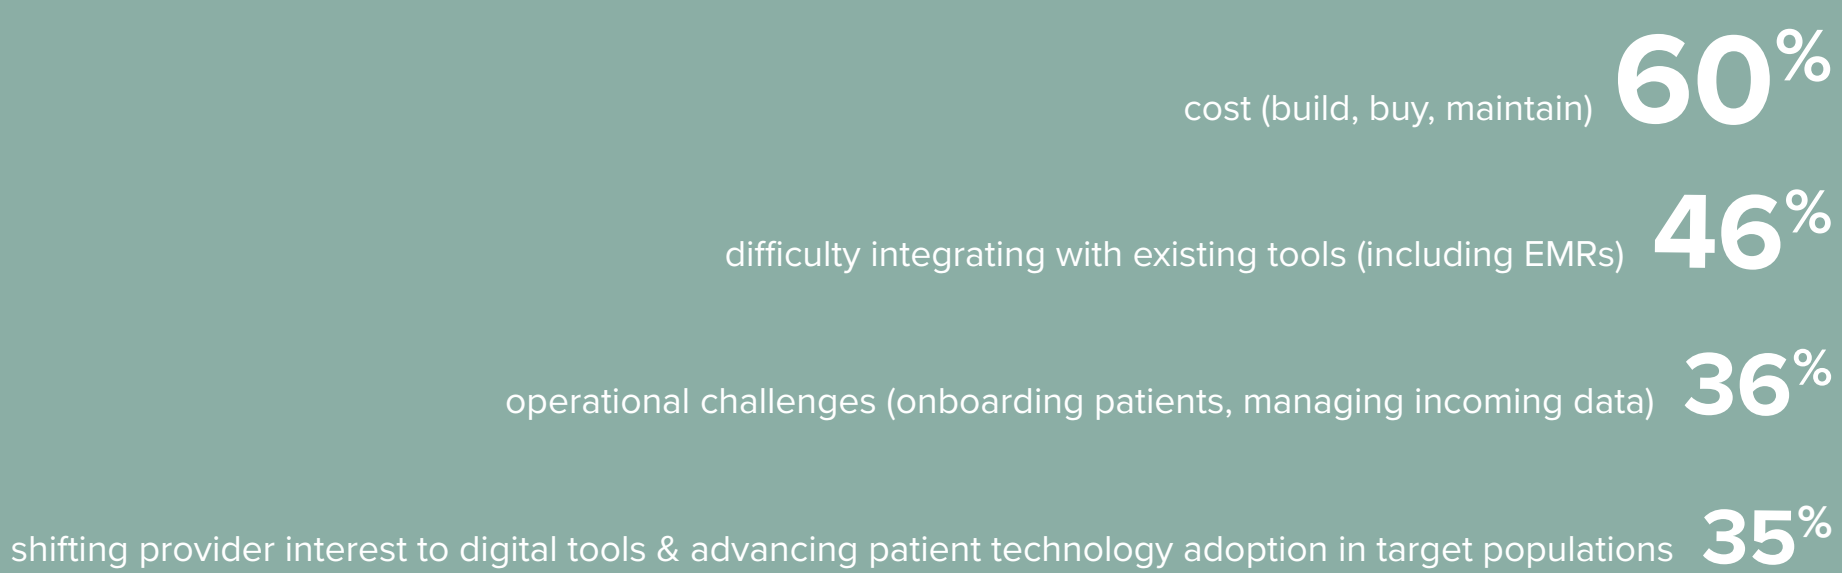 cost (build, buy, maintain) 60%
difficulty integrating with existing tools (including EMRs) 46%
operational challenges (onboarding patients, managing incoming data) 36%
shifting provider interest to digital tools & advancing patient technology adoption in target populations 35%